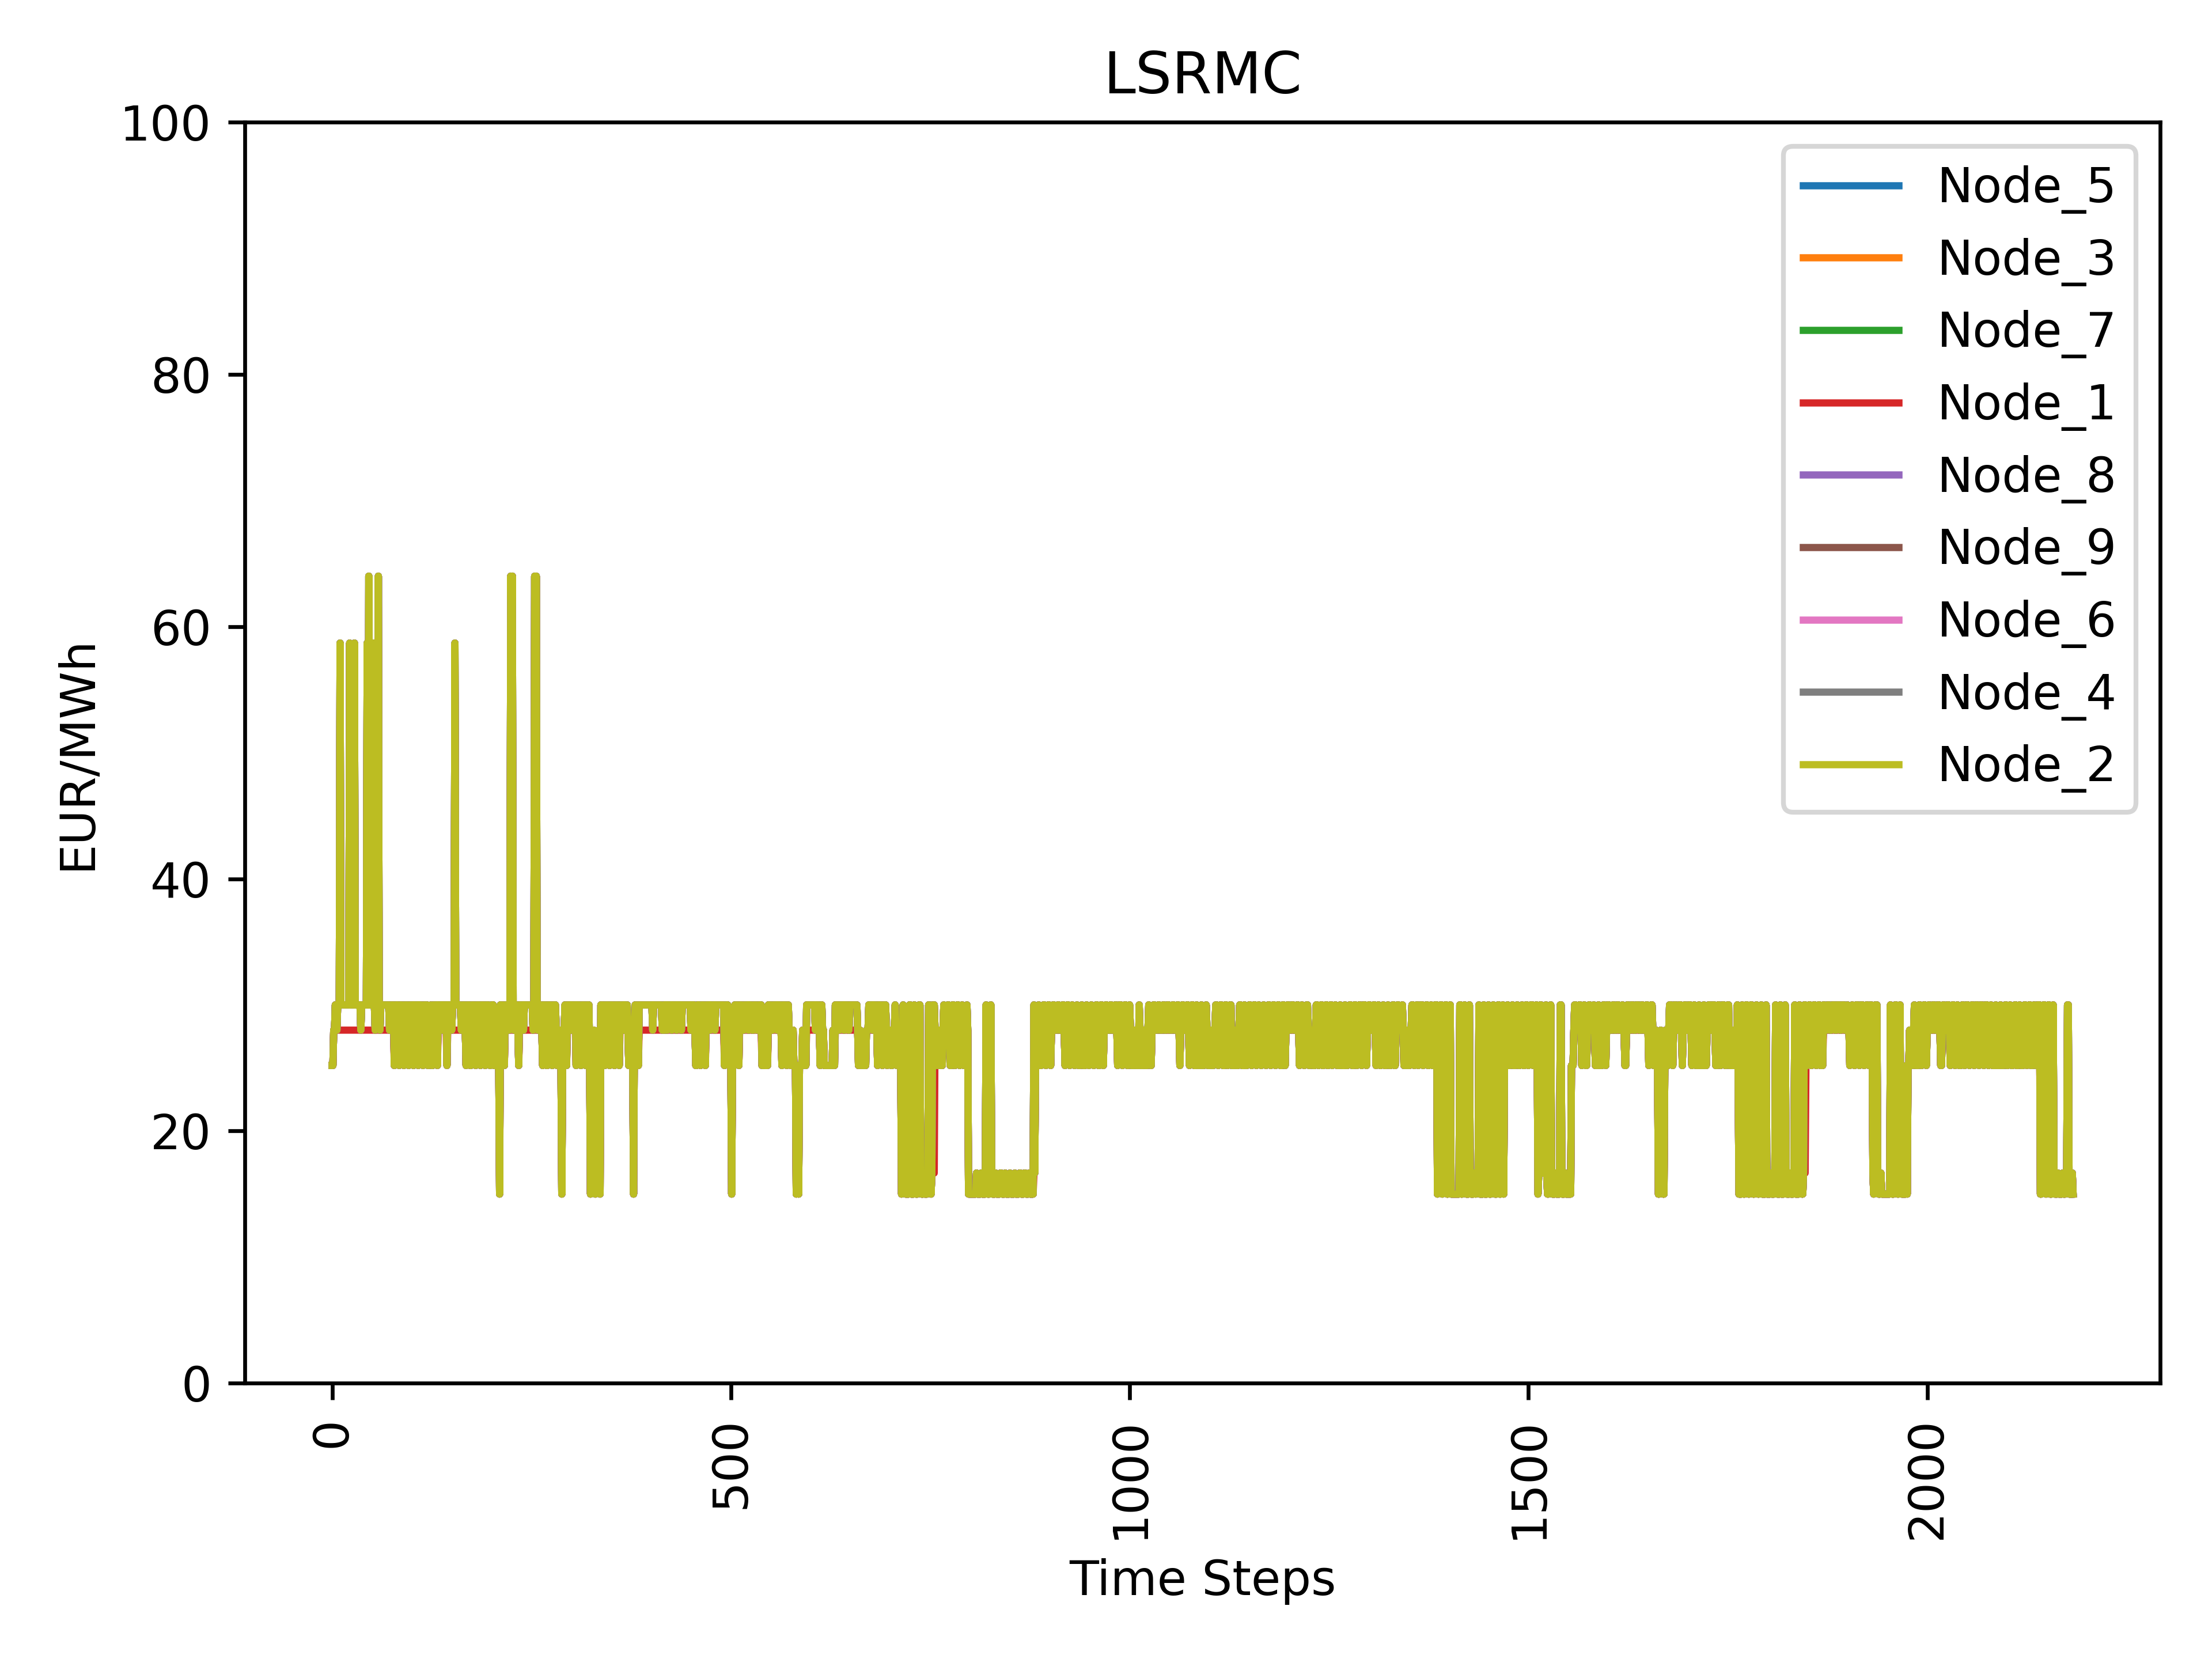 LSRMC
100
80
60
40
20
0
EUR/MWh
Node_5
Node_3
Node_7
Node_1
Node_8
Node_9
Node_6
Node_4
Node_2
0
500
1000
1500
2000
Time Steps